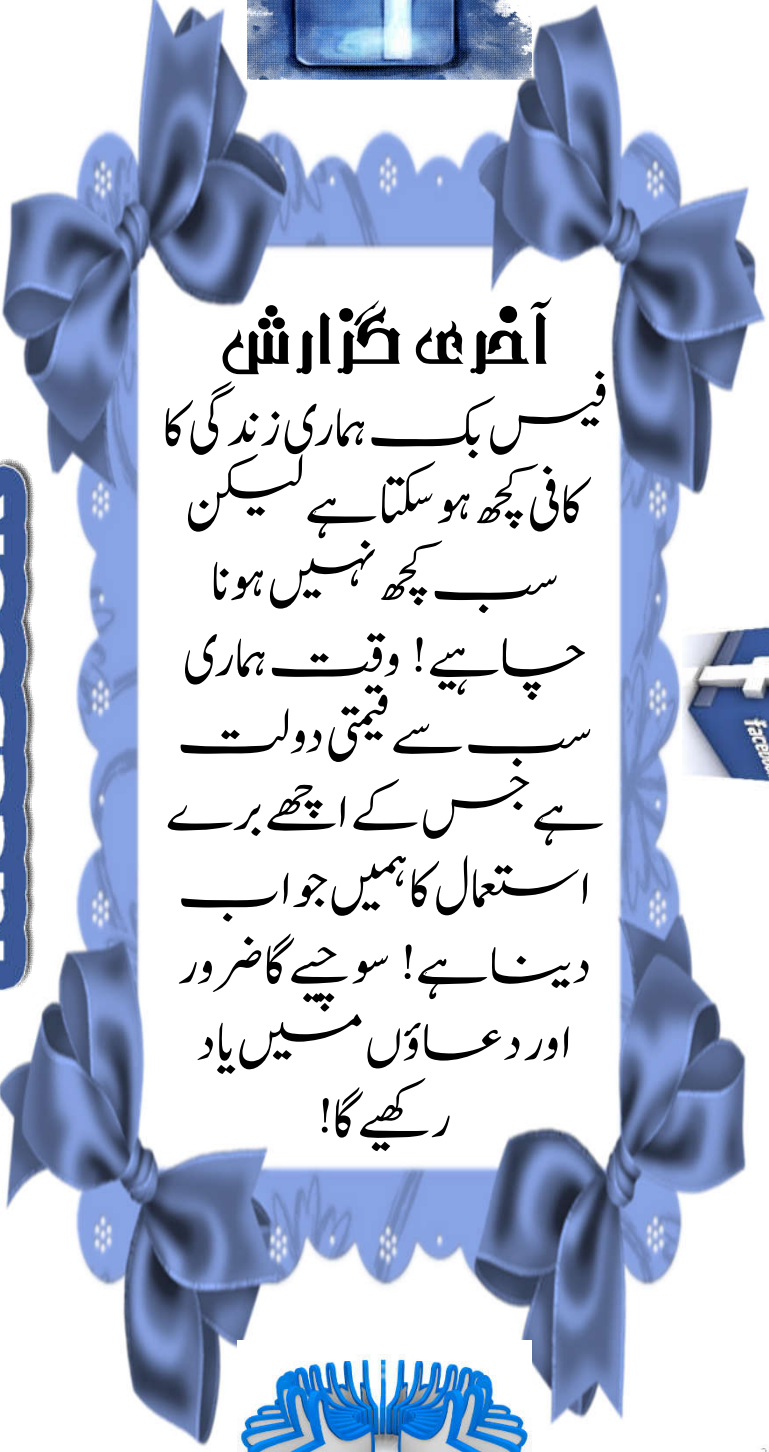 آخری گزارش
فیس بک ہماری زندگی کا
کافی کچھ ہو سکتا ہے لیکن
سب کچھ نہیں ہونا
چاہیے! وقت ہماری
سب سے قیمتی دولت
ہے جس کے اچھے برے
استعمال کا ہمیں جواب
دینا ہے! سوچیے گا ضرور
اور دعاؤں میں یاد
رکھیے گا!